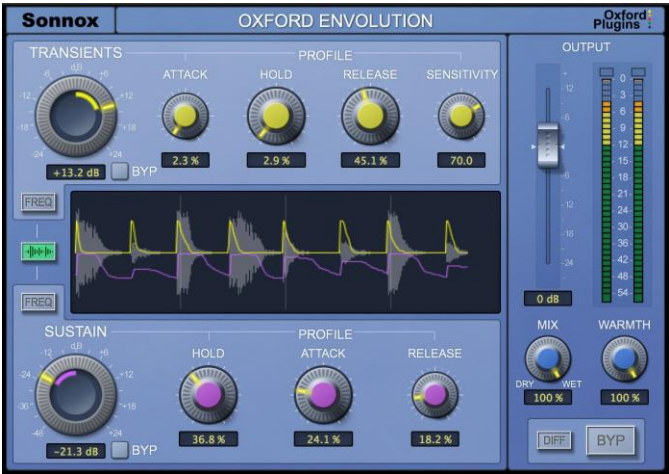 Sonnox
OXFORD ENVOLUTION
Oxford
Plugins
TRANSIENTS
PROFILE
OUTPUT
dB
-6 6
-12 +12
-18 +18
-24 +24
+13.2 dB
BYP
ATTACK
2.3 %
HOLD
2.9 %
RELEASE
45.1 %
SENSITIVITY
70.0
FREQ
FREQ
SUSTAIN
PROFILE
dB
-12 +6
-24 +12
-36 +18
-48 +24
-21.3 dB
BYP
HOLD
36.8 %
ATTACK
24.1 %
RELEASE
18.2 %
12
6
-6
-12
-18
-24
0 dB
0
3
6
9
12
15
18
21
24
30
36
42
48
54
MIX
DRY WET
100 %
WARMTH
100 %
DIFF
BYP